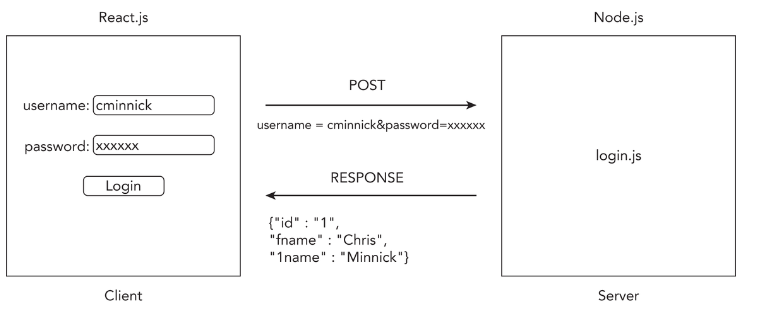 React.js
Node.js
username: cminnick
password: xxxxxx
Login
POST
username = cminnick&password=xxxxxx
RESPONSE
{"id" : "1",
"fname" : "Chris",
"1name" : "Minnick"}
login.js
Client
Server